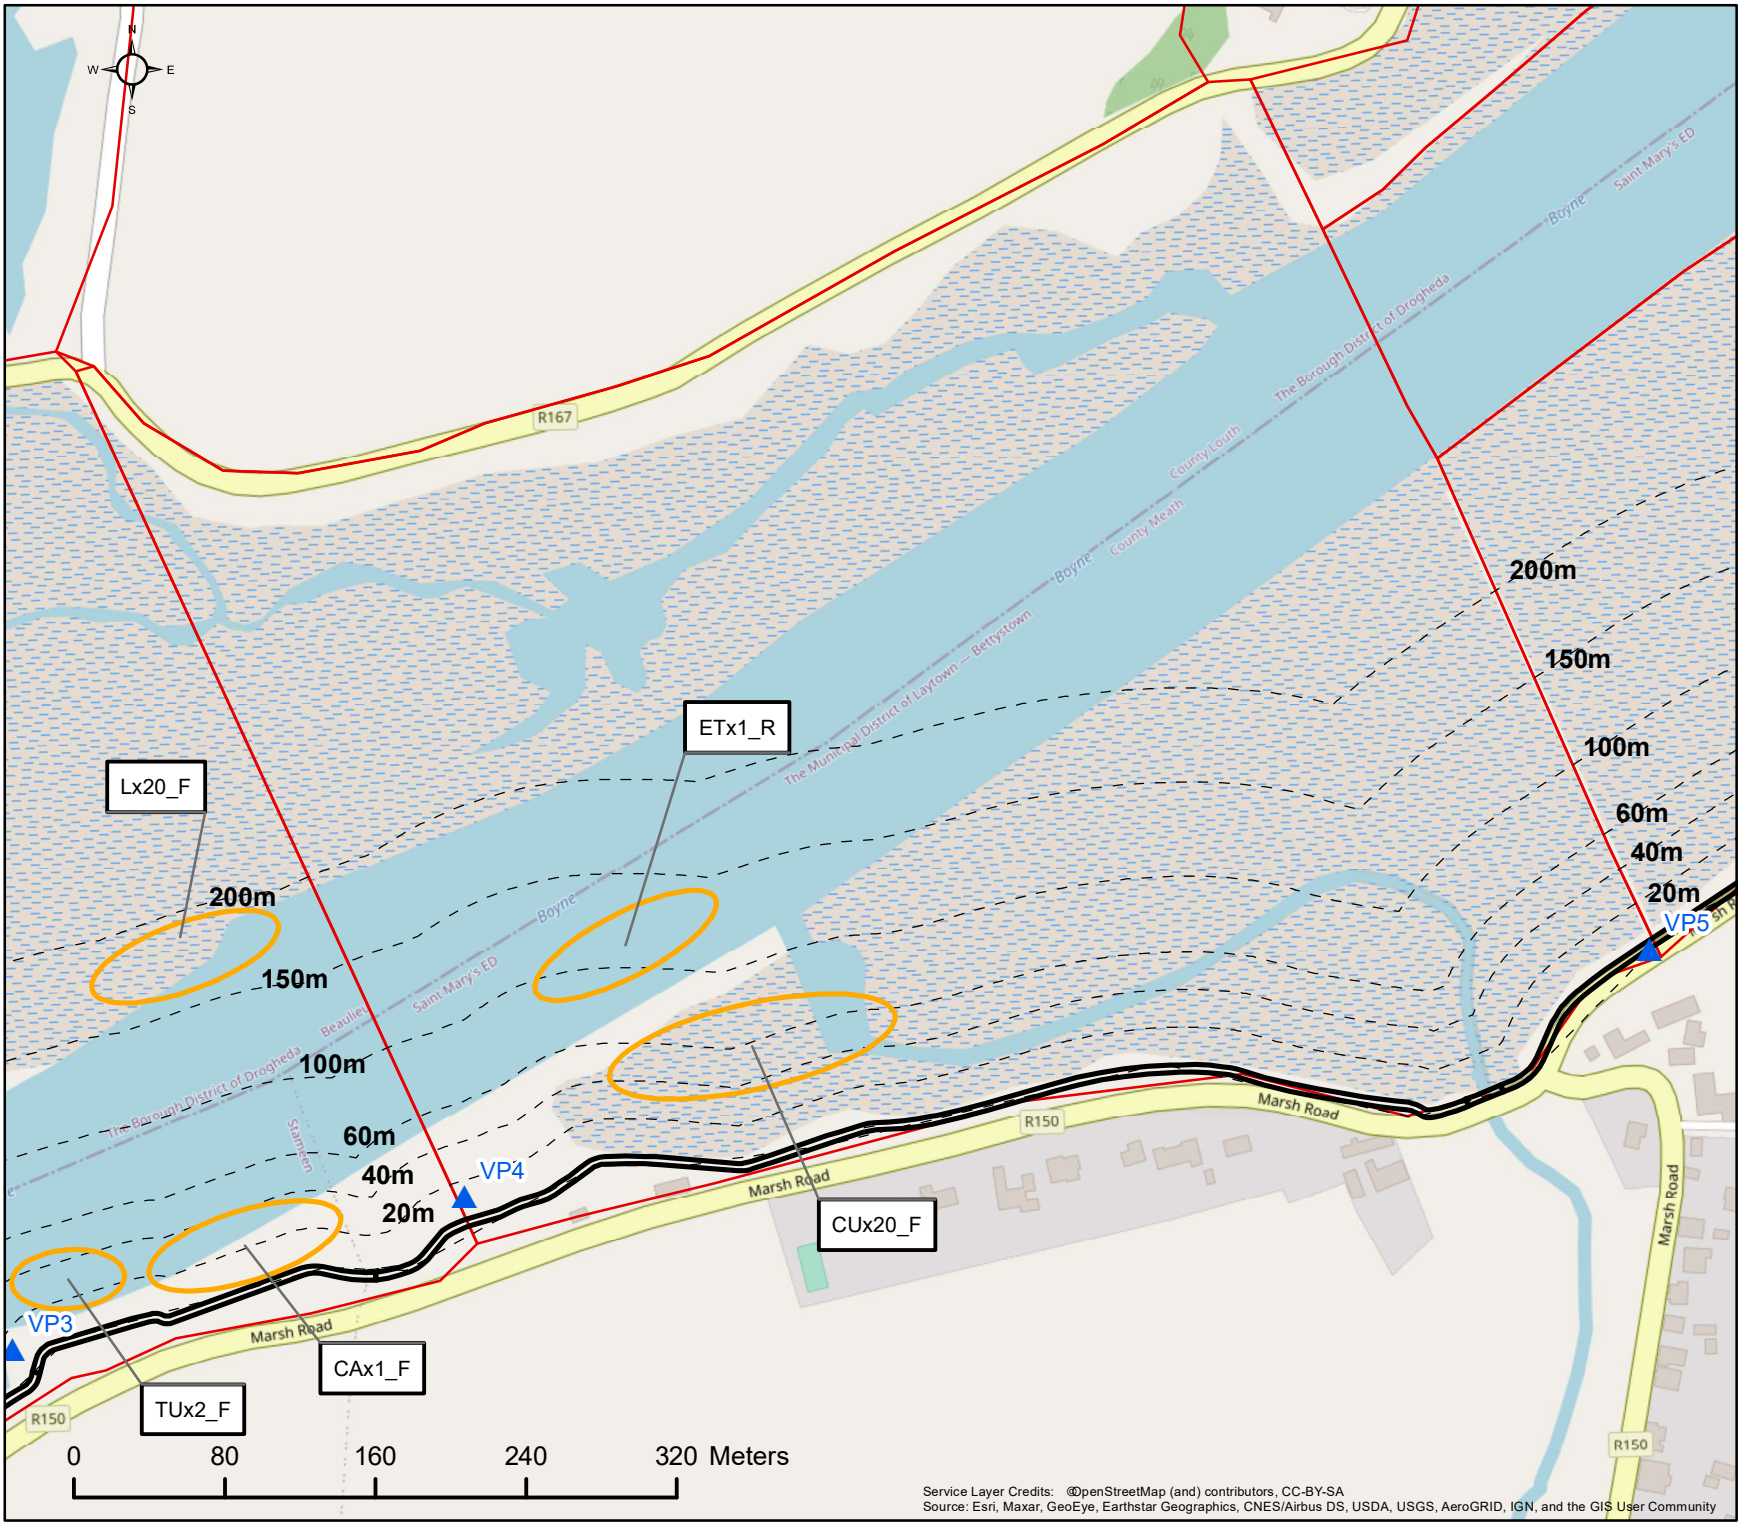 N
W E
S
Saint Mary's ED
Boyne
The Borough District of Drogheda
R167
County Louth
County Meath
Boyne
200m
The Municipal District of Laytown — Bettystown
150m
ETx1_R
100m
Lx20_F
60m
40m
200m
20m
Boyne
VP5
150m
Saint Mary's ED
Beaulieu
100m
The Borough District of Drogheda
60m
Stameen
R150
Marsh Road
40m
VP4
Marsh Road
20m
CUx20_F
Marsh Road
VP3
Marsh Road
CAx1_F
TUx2_F
R150
R150
0 80 160 240 320 Meters
Service Layer Credits: ©OpenStreetMap (and) contributors, CC-BY-SA
Source: Esri, Maxar, GeoEye, Earthstar Geographics, CNES/Airbus DS, USDA, USGS, AeroGRID, IGN, and the GIS User Community